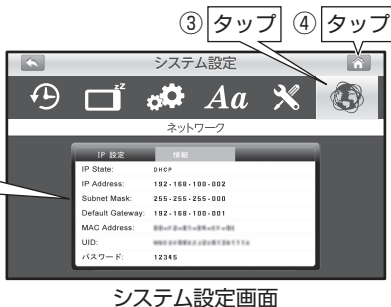 ③ タップ ④ タップ
システム設定
zZ
Aa
ネットワーク
IP 設定 情報
IP State: DHCP
IP Address: 192-168-100-002
Subnet Mask: 255-255-255-000
Default Gateway: 192-168-100-001
MAC Address:
UID:
パスワード: 12345
システム設定画面